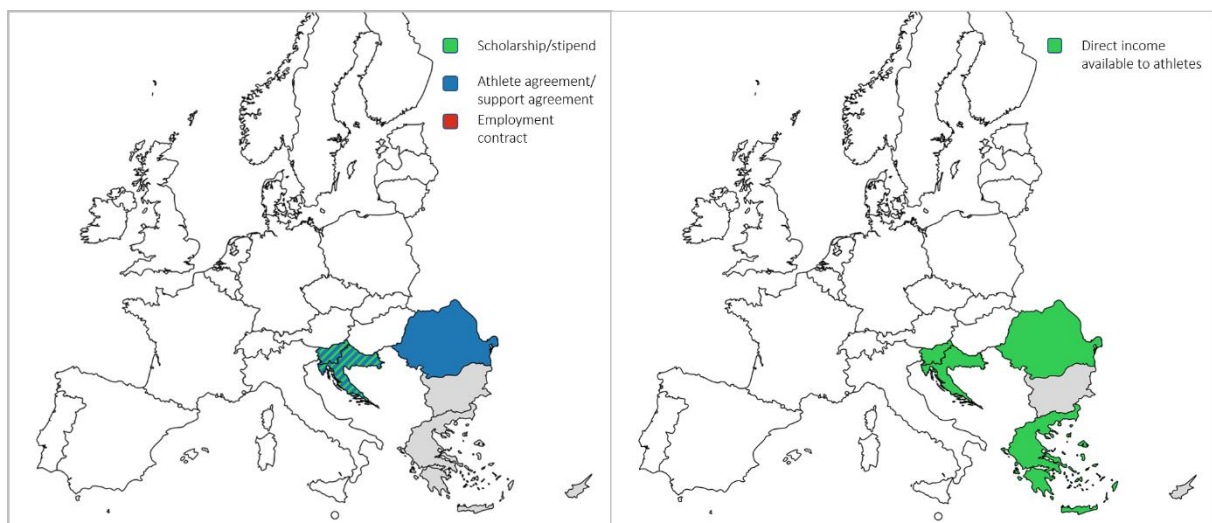 Scholarship/stipend
Athlete agreement/
support agreement
Employment
contract
Direct income
available to athletes